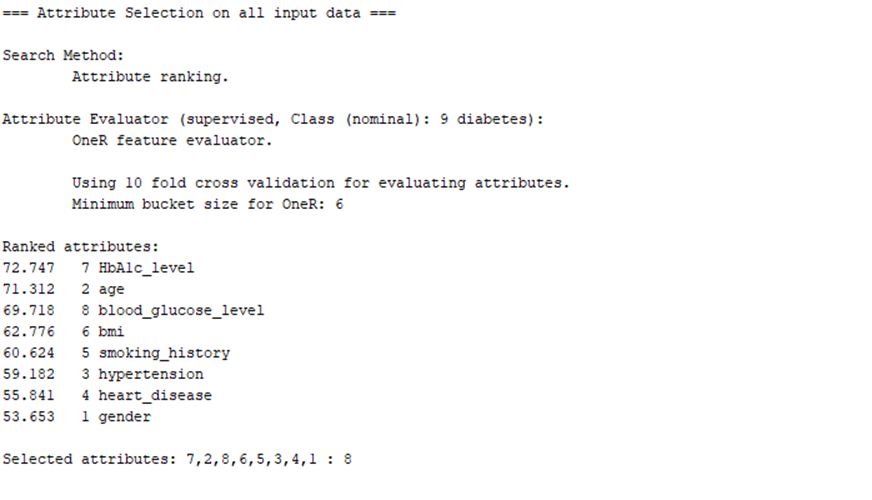 === Attribute Selection on all input data ===
Search Method:
Attribute ranking.
Attribute Evaluator (supervised, Class (nominal): 9 diabetes):
OneR feature evaluator.
Using 10 fold cross validation for evaluating attributes.
Minimum bucket size for OneR: 6
Ranked attributes:
72.747 7 HbA1c_level
71.312 2 age
69.718 8 blood_glucose_level
62.776 6 bmi
60.624 5 smoking_history
59.182 3 hypertension
55.841 4 heart_disease
53.653 1 gender
Selected attributes: 7,2,8,6,5,3,4,1 : 8